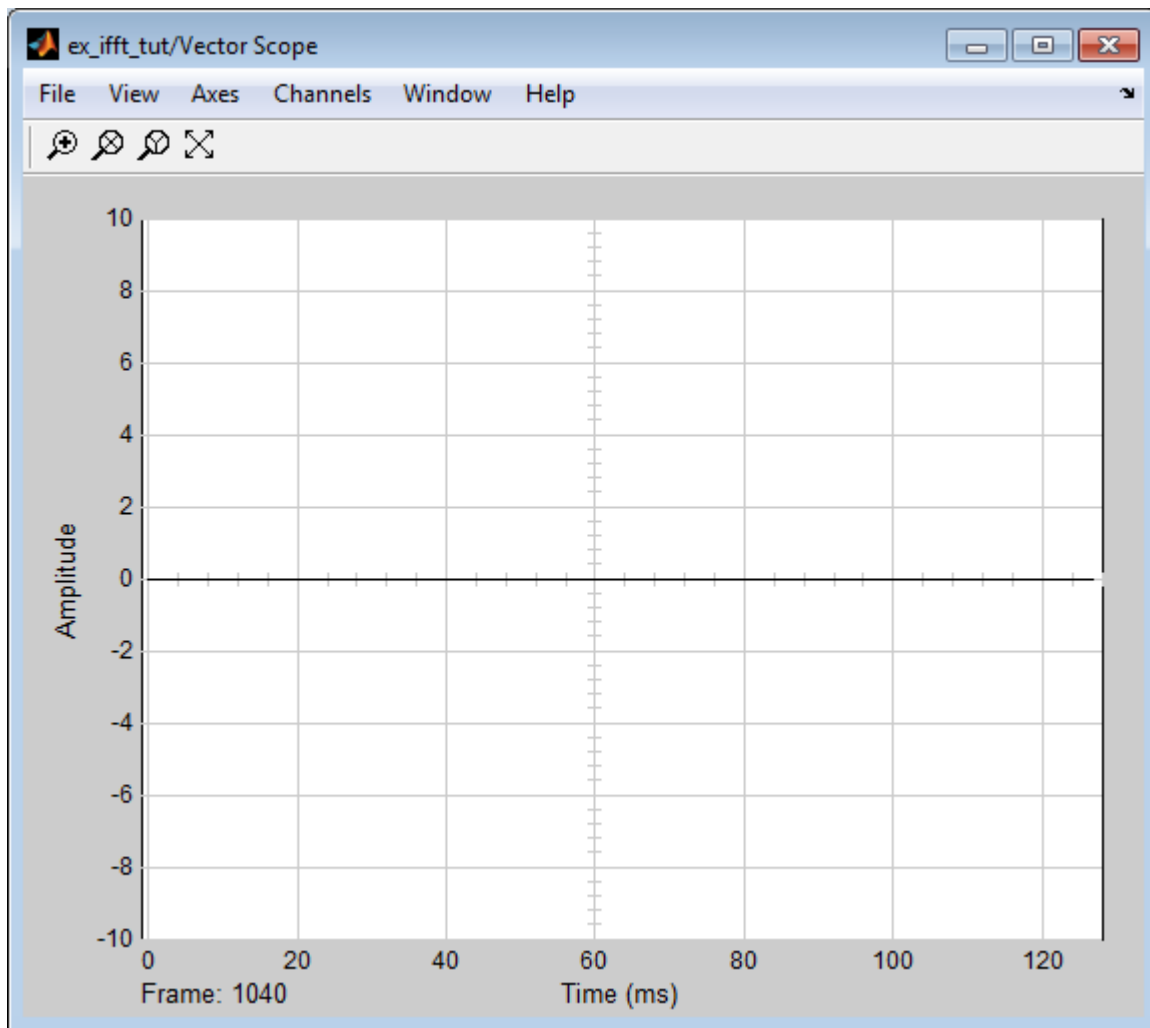 ex_ifft_tut/Vector Scope
File View Axes Channels Window Help
10
8
6
4
2
0
-2
-4
-6
-8
-10
Amplitude
0 20 40 60 80 100 120
Frame: 1040 Time (ms)